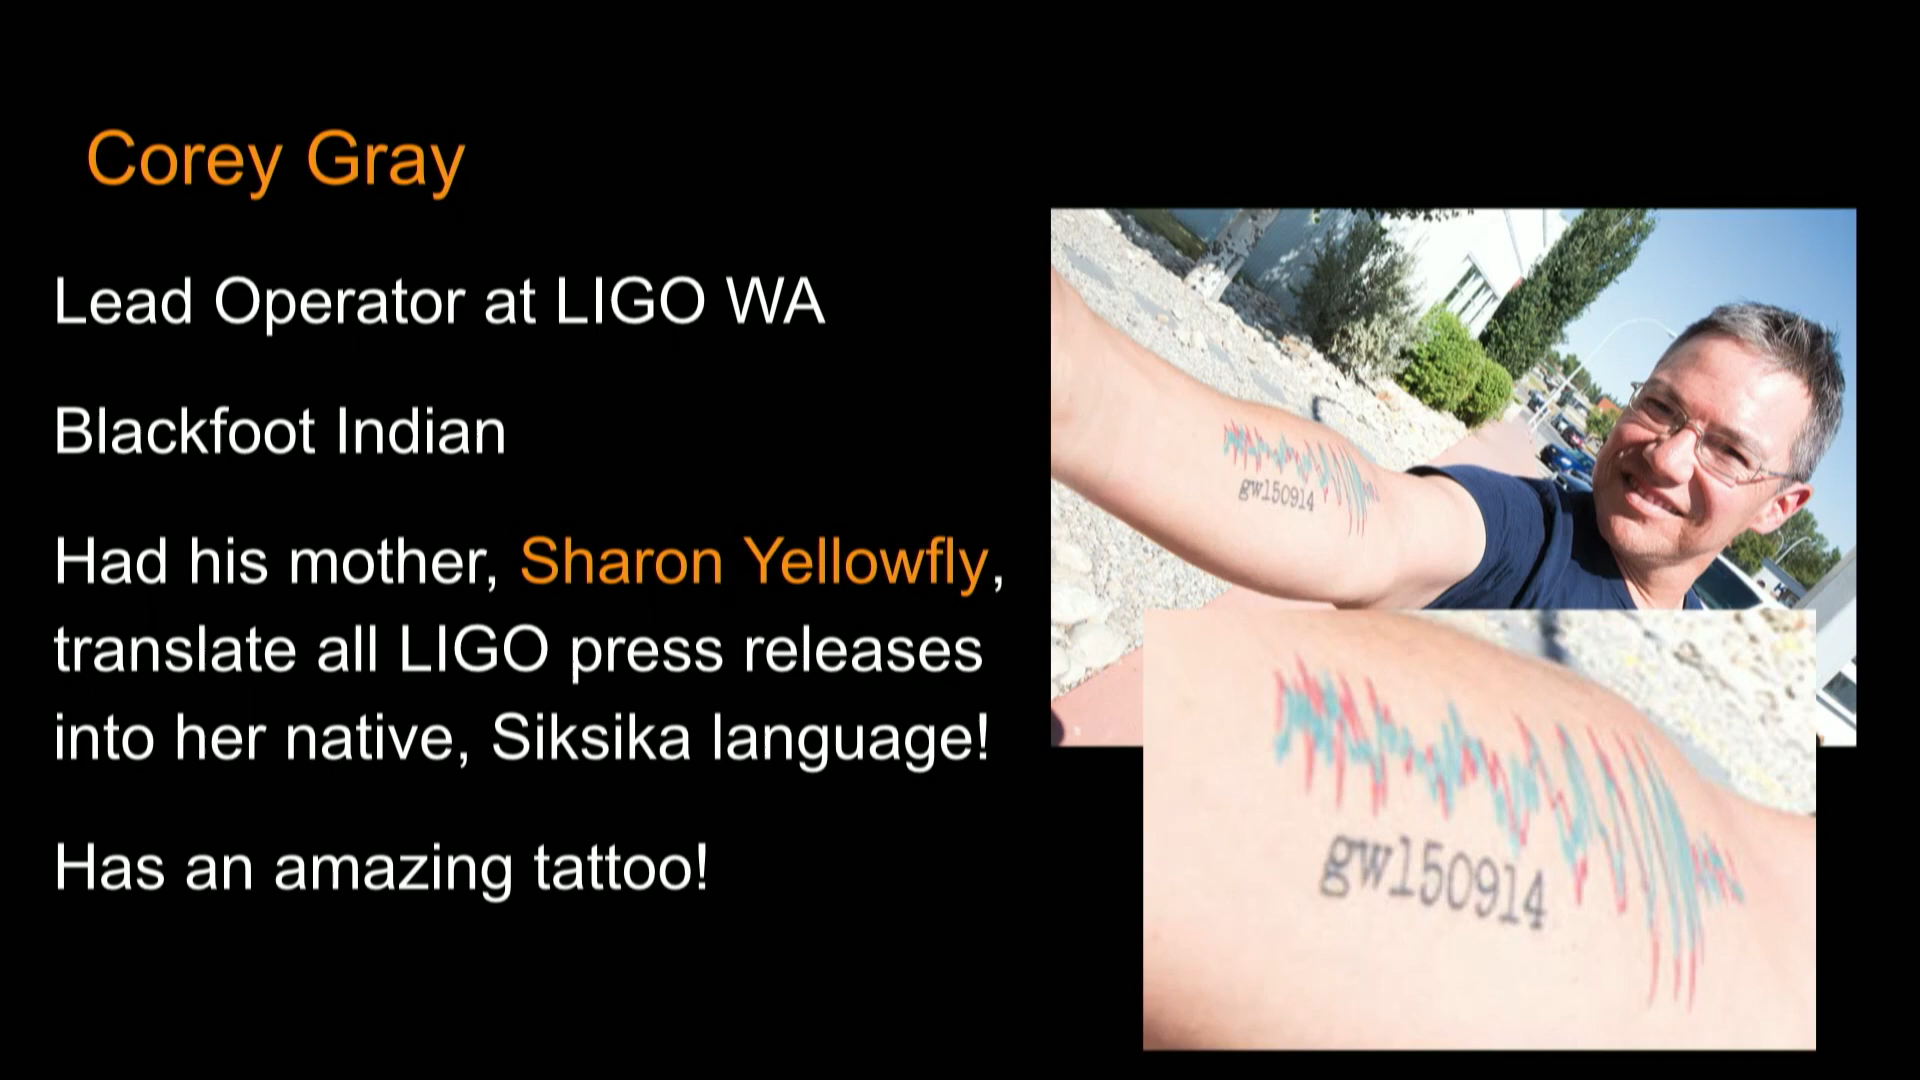 Corey Gray
Lead Operator at LIGO WA
Blackfoot Indian
Had his mother, Sharon Yellowfly,
translate all LIGO press releases
into her native, Siksika language!
Has an amazing tattoo!
gw150914
gw150914